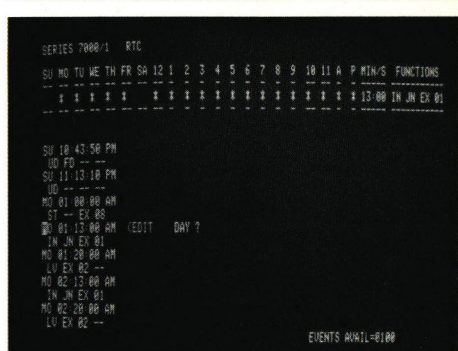 SERIES 7000/1 RTC
SU MO TU WE TH FR SA 12 1 2 3 4 5 6 7 8 9 10 11 A P MIN/S FUNCTIONS
-- -- -- -- -- -- -- -- -- -- -- -- -- -- -- -- -- -- -- -- -- ----- ---------
* * * * * * * * * * * * * * * * * * * 13:00 IN JN EX 01
-- -- -- -- -- -- -- -- -- -- -- -- -- -- -- -- -- -- -- -- -- ----- ---------
SU 10:43:50 PM
UD FD -- --
SU 11:13:10 PM
UD -- -- --
MO 01:00:00 AM
ST -- EX 08
MO 01:13:00 AM (EDIT DAY ?
IN JN EX 01
MO 01:20:00 AM
LV EX 02 --
MO 02:13:00 AM
IN JN EX 01
MO 02:20:00 AM
LV EX 02 --
EVENTS AVAIL=0100